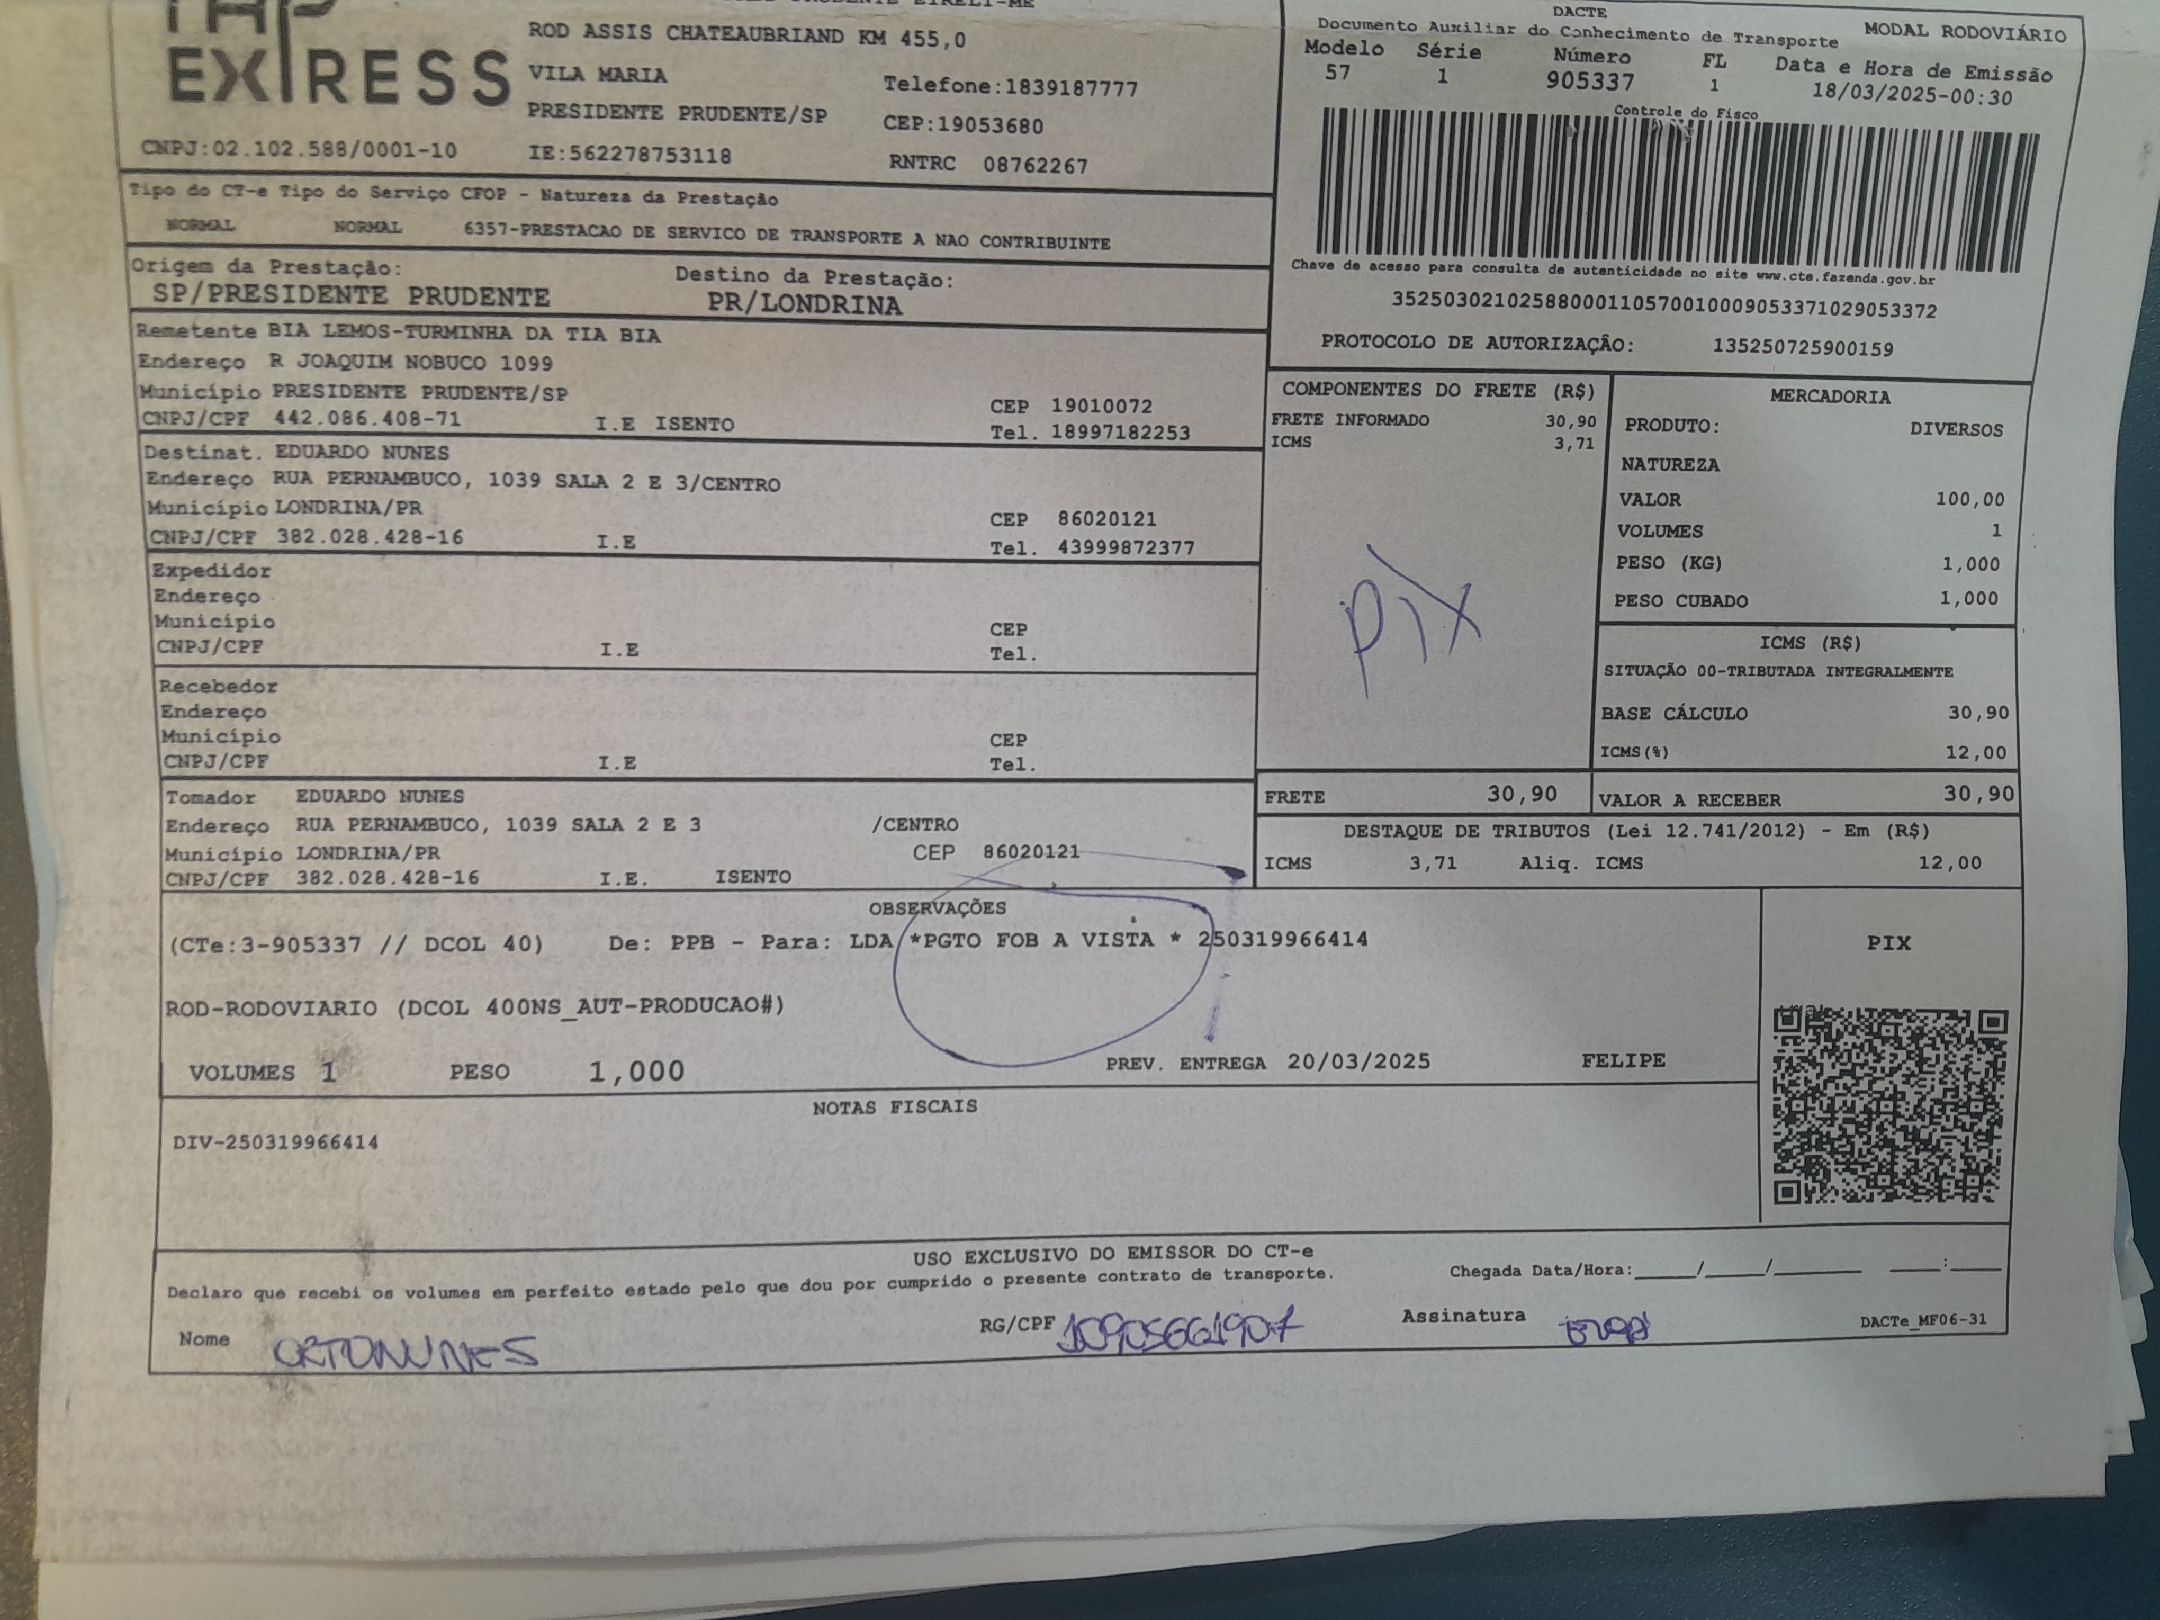 EXPRESS
ROD ASSIS CHATEAUBRIAND KM 455,0
VILA MARIA
Telefone:1839187777
PRESIDENTE PRUDENTE/SP
CEP:19053680
CNPJ:02.102.588/0001-10
IE:562278753118
RNTRC 08762267
DACTE
Documento Auxiliar do Conhecimento de Transporte
MODAL RODOVIÁRIO
Modelo Série Número FL Data e Hora de Emissão
57 1 905337 1 18/03/2025-00:30
Controle do Fisco
Chave de acesso para consulta de autenticidade no site www.cte.fazenda.gov.br
35250302102588000110570010009053371029053372
PROTOCOLO DE AUTORIZAÇÃO: 135250725900159
Tipo do CT-e Tipo do Serviço CFOP - Natureza da Prestação
NORMAL NORMAL 6357-PRESTACAO DE SERVICO DE TRANSPORTE A NAO CONTRIBUINTE
Origem da Prestação: Destino da Prestação:
SP/PRESIDENTE PRUDENTE PR/LONDRINA
Remetente BIA LEMOS-TURMINHA DA TIA BIA
Endereço R JOAQUIM NOBUCO 1099
Município PRESIDENTE PRUDENTE/SP CEP 19010072
CNPJ/CPF 442.086.408-71 I.E ISENTO Tel. 18997182253
Destinat. EDUARDO NUNES
Endereço RUA PERNAMBUCO, 1039 SALA 2 E 3/CENTRO
Município LONDRINA/PR CEP 86020121
CNPJ/CPF 382.028.428-16 I.E Tel. 43999872377
Expedidor
Endereço
Município CEP
CNPJ/CPF I.E Tel.
Recebedor
Endereço
Município CEP
CNPJ/CPF I.E Tel.
Tomador EDUARDO NUNES
Endereço RUA PERNAMBUCO, 1039 SALA 2 E 3 /CENTRO
Município LONDRINA/PR CEP 86020121
CNPJ/CPF 382.028.428-16 I.E. ISENTO
COMPONENTES DO FRETE (R$)
FRETE INFORMADO 30,90
ICMS 3,71
PIX
MERCADORIA
PRODUTO: DIVERSOS
NATUREZA
VALOR 100,00
VOLUMES 1
PESO (KG) 1,000
PESO CUBADO 1,000
ICMS (R$)
SITUAÇÃO 00-TRIBUTADA INTEGRALMENTE
BASE CÁLCULO 30,90
ICMS(%) 12,00
FRETE 30,90 VALOR A RECEBER 30,90
DESTAQUE DE TRIBUTOS (Lei 12.741/2012) - Em (R$)
ICMS 3,71 Aliq. ICMS 12,00
OBSERVAÇÕES
(CTe:3-905337 // DCOL 40) De: PPB - Para: LDA *PGTO FOB A VISTA * 250319966414
ROD-RODOVIARIO (DCOL 400NS_AUT-PRODUCAO#)
VOLUMES 1 PESO 1,000 PREV. ENTREGA 20/03/2025 FELIPE
PIX
NOTAS FISCAIS
DIV-250319966414
USO EXCLUSIVO DO EMISSOR DO CT-e
Declaro que recebi os volumes em perfeito estado pelo que dou por cumprido o presente contrato de transporte.
Chegada Data/Hora:____/____/______ ____:____
Nome ORTONUNES RG/CPF 10905661907 Assinatura
DACTe_MF06-31